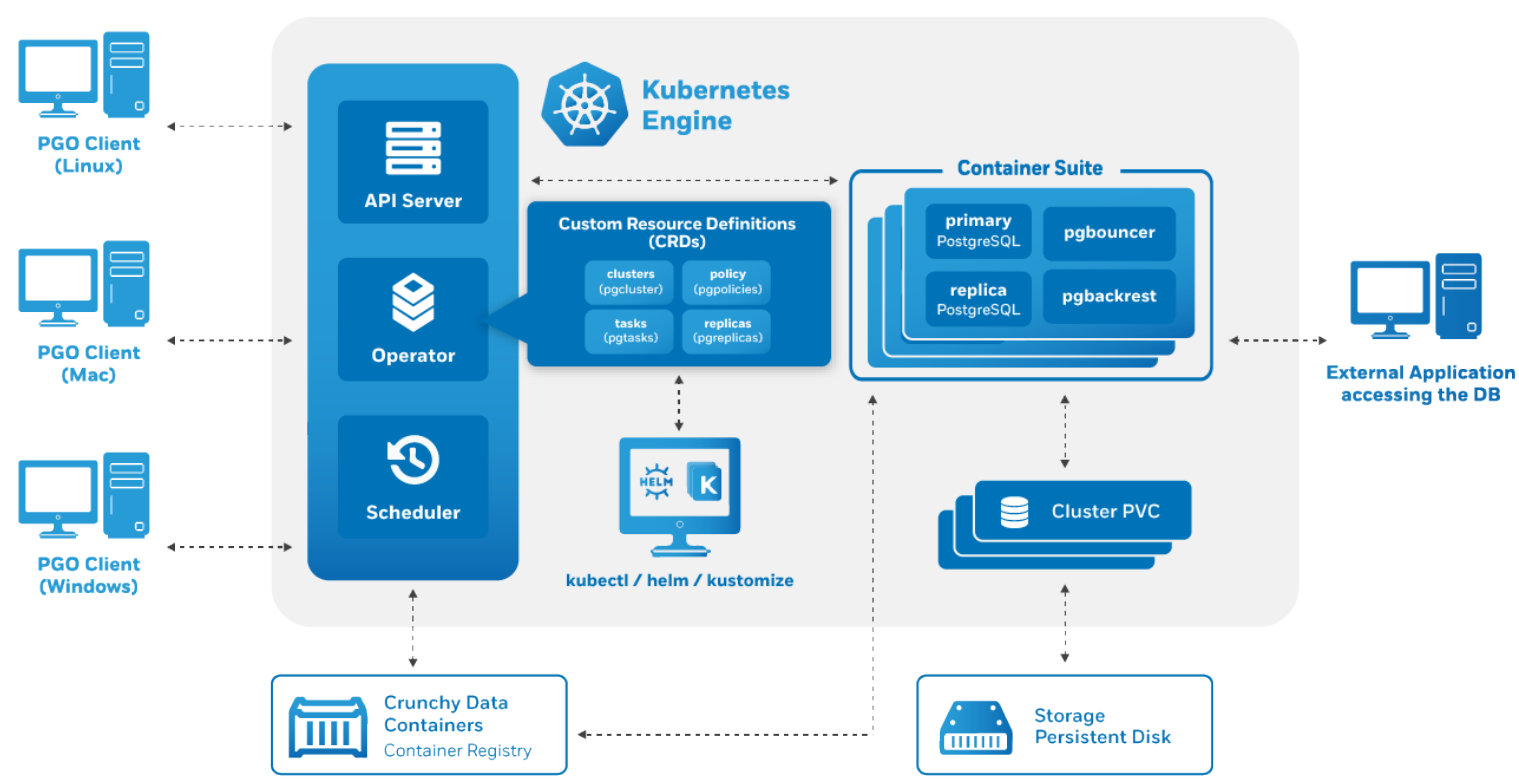 PGO Client
(Linux)
PGO Client
(Mac)
PGO Client
(Windows)
API Server
Operator
Scheduler
Kubernetes
Engine
Custom Resource Definitions
(CRDs)
clusters
(pgcluster)
policy
(pgpolicies)
tasks
(pgtasks)
replicas
(pgreplicas)
HELM
K
kubectl / helm / kustomize
Container Suite
primary
PostgreSQL
pgbouncer
replica
PostgreSQL
pgbackrest
Cluster PVC
External Application
accessing the DB
Crunchy Data
Containers
Container Registry
Storage
Persistent Disk